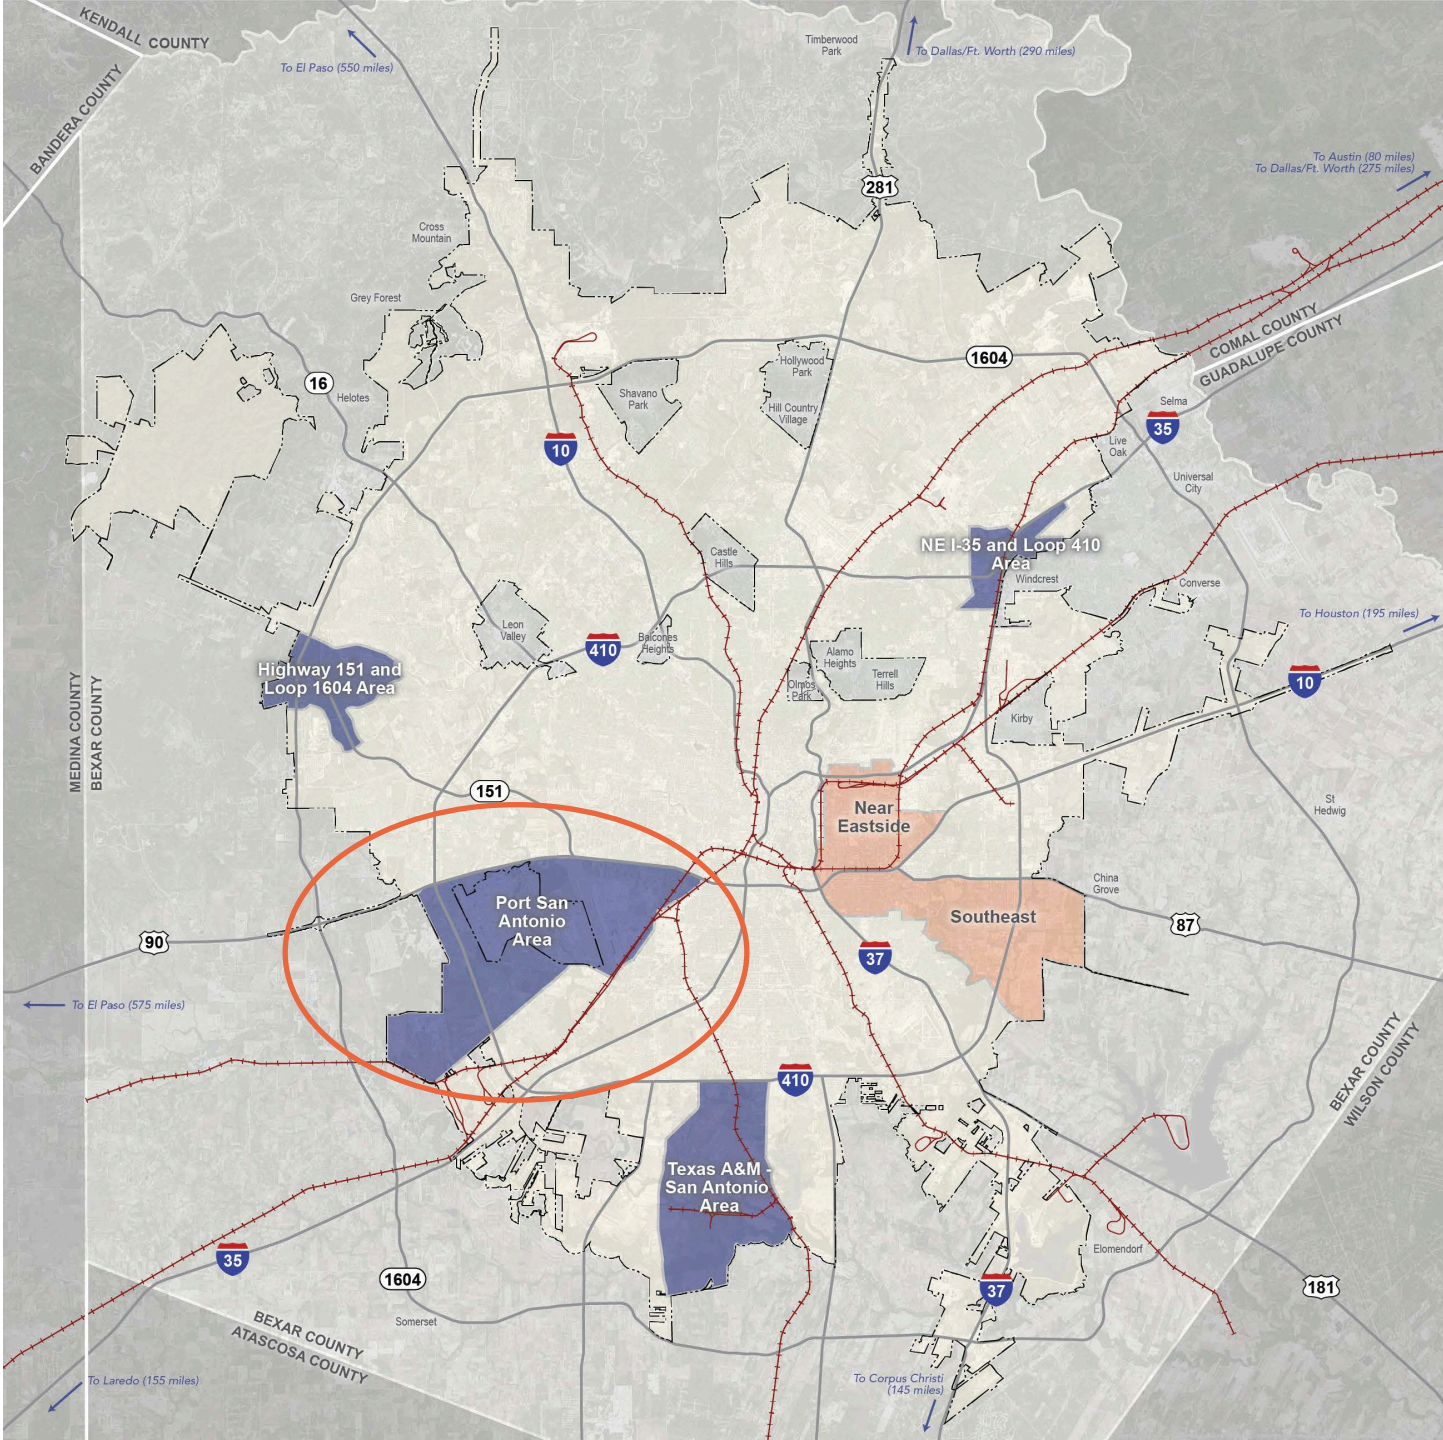 KENDALL COUNTY
BANDERA COUNTY
To El Paso (550 miles)
Timberwood
Park
To Dallas/Ft. Worth (290 miles)
To Austin (80 miles)
To Dallas/Ft. Worth (275 miles)
281
Cross
Mountain
Grey Forest
COMAL COUNTY
GUADALUPE COUNTY
1604
16
Helotes
Shavano
Park
Hollywood
Park
Hill Country
Village
Selma
35
10
Live
Oak
Universal
City
NE I-35 and Loop 410
Area
Castle
Hills
Windcrest
Converse
To Houston (195 miles)
Leon
Valley
410
Balcones
Heights
Alamo
Heights
Terrell
Hills
Olmos
Park
Highway 151 and
Loop 1604 Area
10
Kirby
MEDINA COUNTY
BEXAR COUNTY
151
Near
Eastside
St
Hedwig
China
Grove
Port San
Antonio
Area
Southeast
87
90
37
To El Paso (575 miles)
410
BEXAR COUNTY
WILSON COUNTY
Texas A&M -
San Antonio
Area
35
1604
Elomendorf
37
181
Somerset
BEXAR COUNTY
ATASCOSA COUNTY
To Laredo (155 miles)
To Corpus Christi
(145 miles)